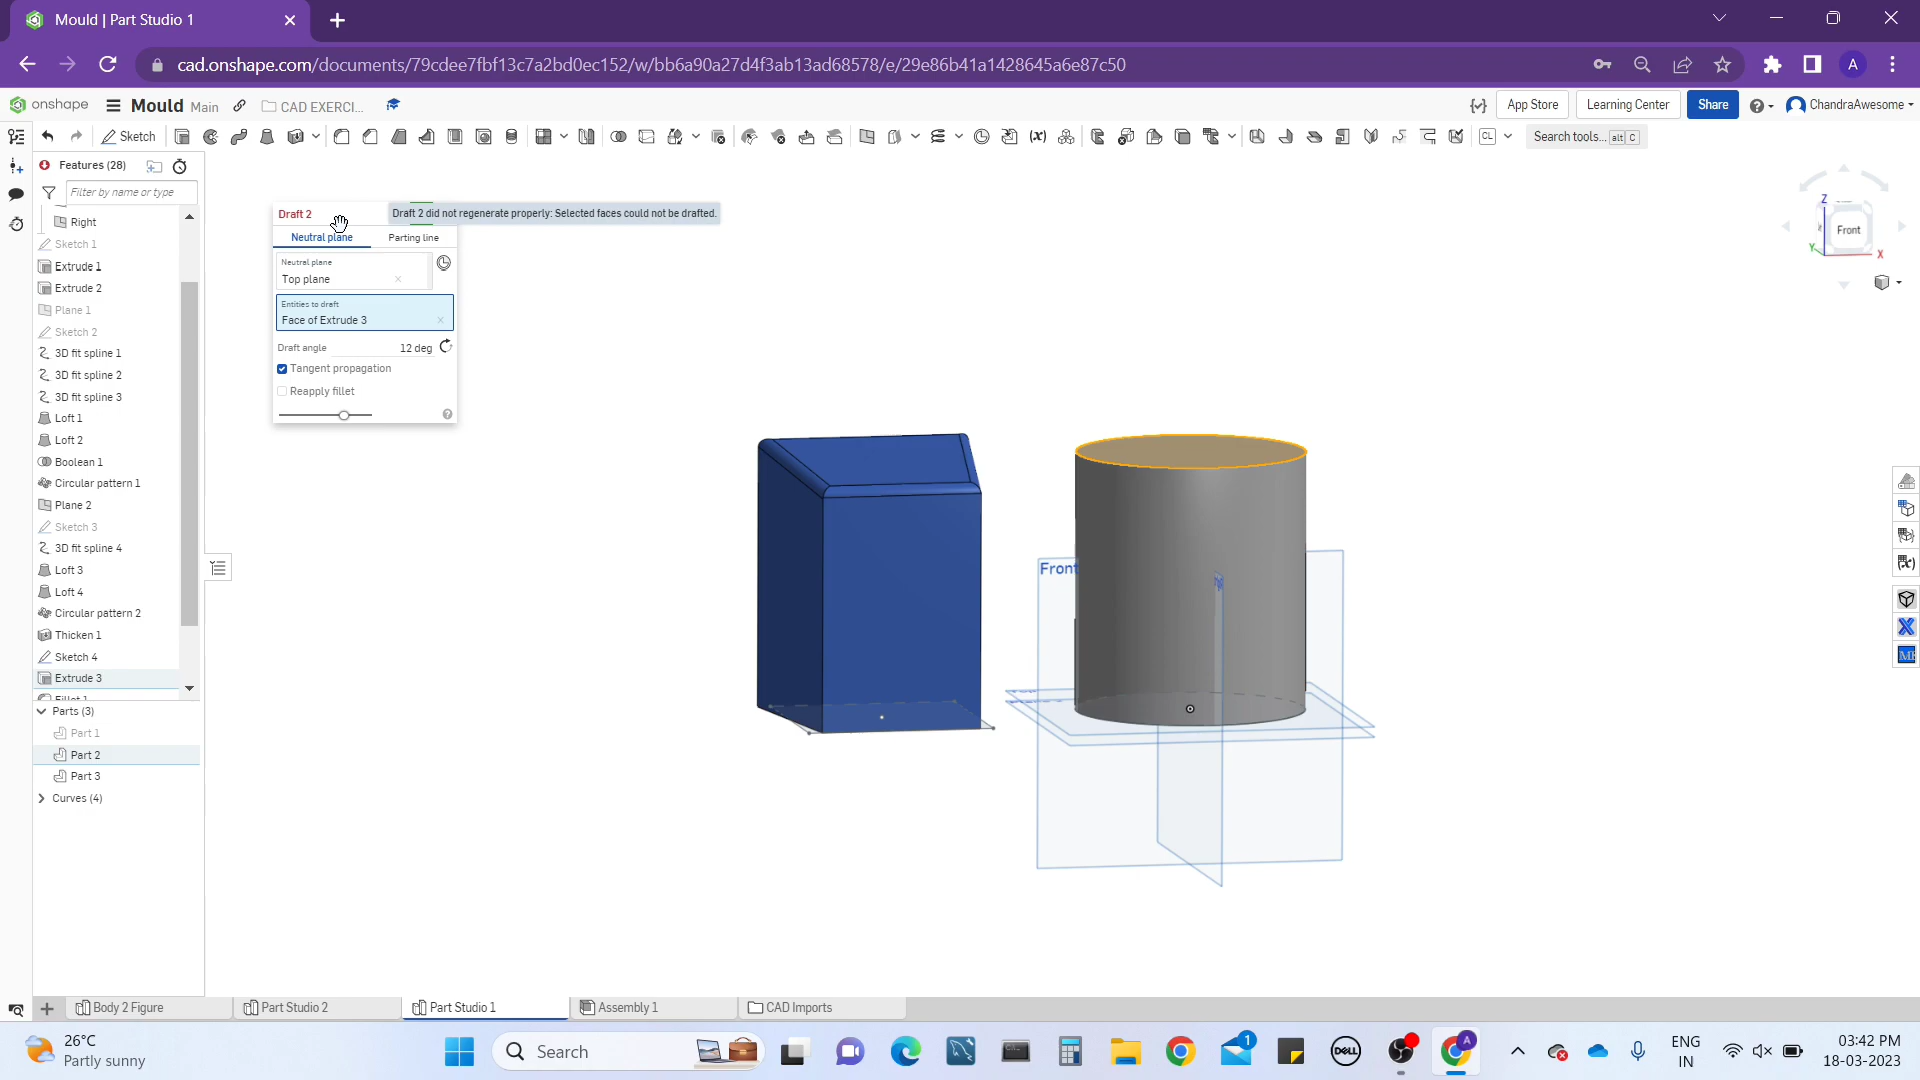 Mould | Part Studio 1
cad.onshape.com/documents/79cdee7fbf13c7a2bd0ec152/w/bb6a90a27d4f3ab13ad68578/e/29e86b41a1428645a6e87c50
A
onshape
Mould Main
CAD EXERCI...
App Store
Learning Center
Share
ChandraAwesome
Sketch
CL
Search tools... alt C
Features (28)
Filter by name or type
Right
Sketch 1
Extrude 1
Extrude 2
Plane 1
Sketch 2
3D fit spline 1
3D fit spline 2
3D fit spline 3
Loft 1
Loft 2
Boolean 1
Circular pattern 1
Plane 2
Sketch 3
3D fit spline 4
Loft 3
Loft 4
Circular pattern 2
Thicken 1
Sketch 4
Extrude 3
Fillet 1
Parts (3)
Part 1
Part 2
Part 3
Curves (4)
Draft 2
Draft 2 did not regenerate properly: Selected faces could not be drafted.
Neutral plane
Parting line
Neutral plane
Top plane
Entities to draft
Face of Extrude 3
Draft angle
12 deg
Tangent propagation
Reapply fillet
Front
Z
Front
Y
X
Body 2 Figure
Part Studio 2
Part Studio 1
Assembly 1
CAD Imports
26°C
Partly sunny
Search
DELL
1
A
ENG
IN
03:42 PM
18-03-2023